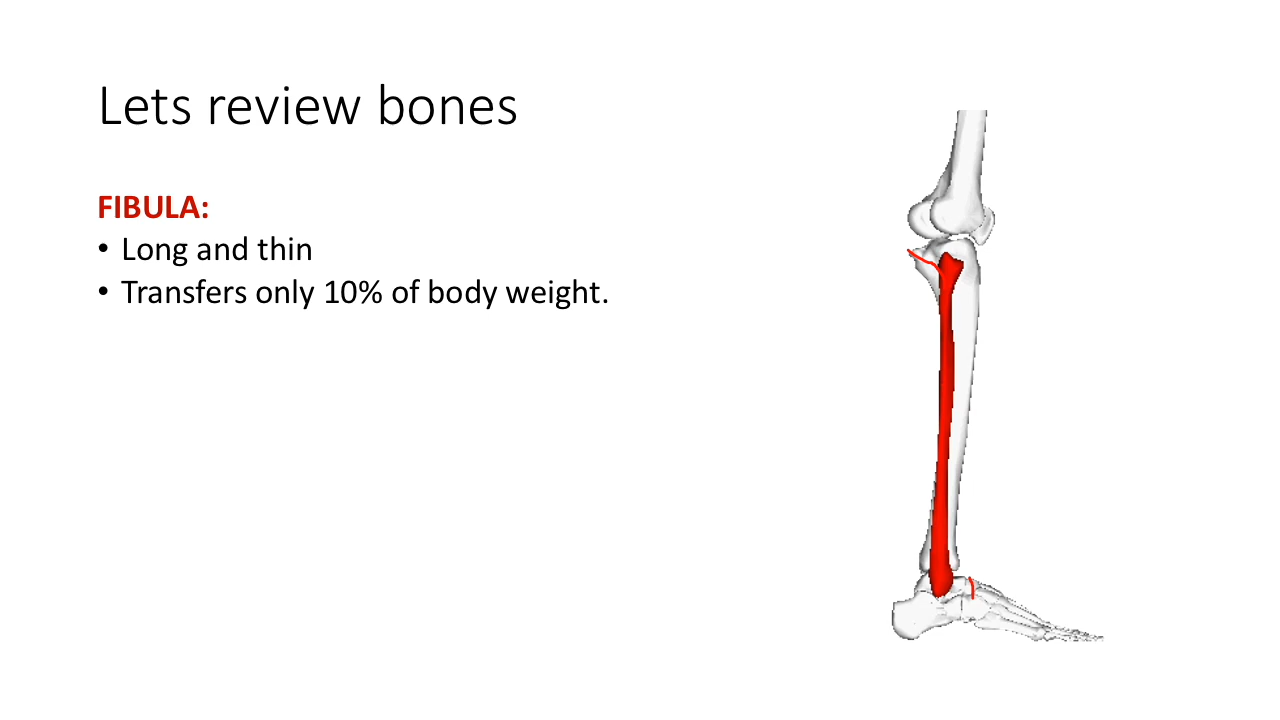 Lets review bones
FIBULA:
• Long and thin
• Transfers only 10% of body weight.